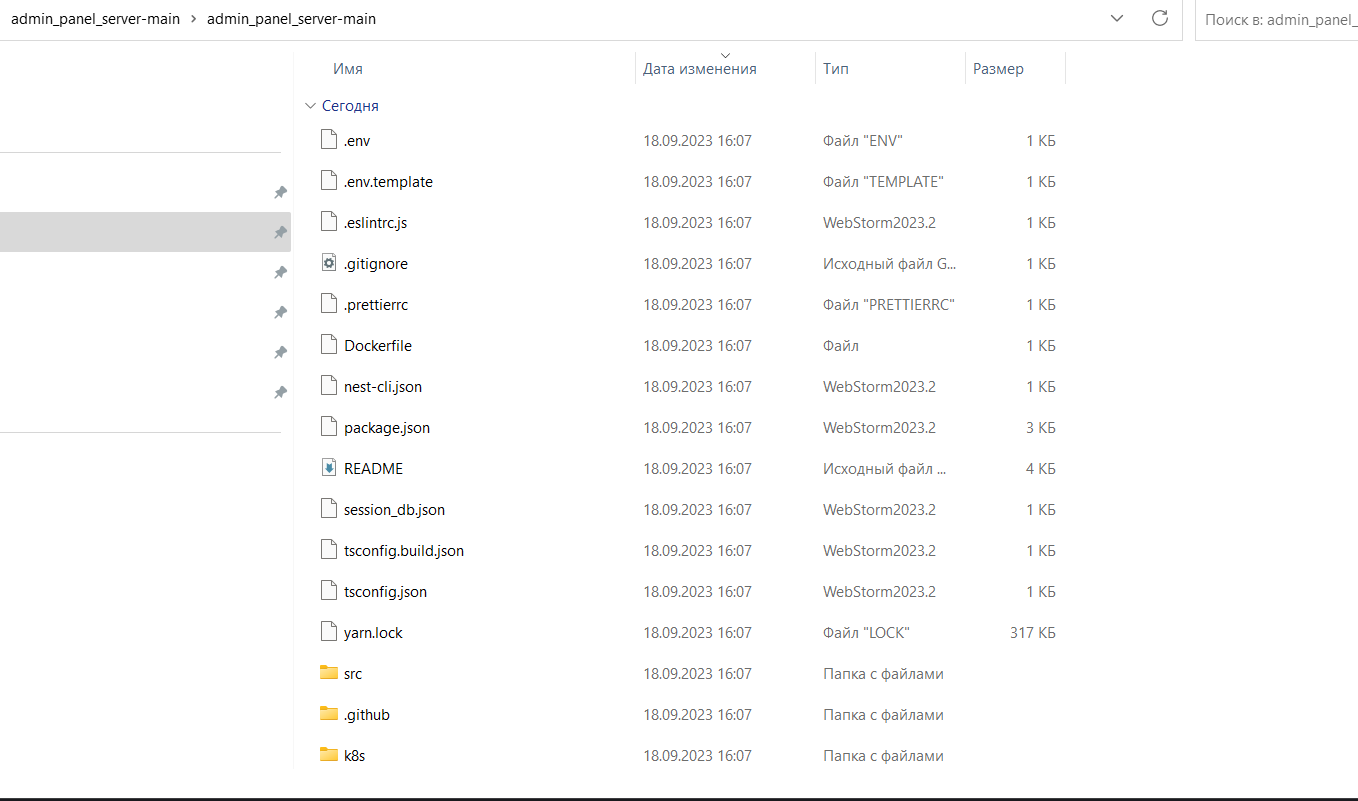 admin_panel_server-main › admin_panel_server-main Поиск в: admin_panel_
Имя Дата изменения Тип Размер
Сегодня
.env 18.09.2023 16:07 Файл "ENV" 1 КБ
.env.template 18.09.2023 16:07 Файл "TEMPLATE" 1 КБ
.eslintrc.js 18.09.2023 16:07 WebStorm2023.2 1 КБ
.gitignore 18.09.2023 16:07 Исходный файл G... 1 КБ
.prettierrc 18.09.2023 16:07 Файл "PRETTIERRC" 1 КБ
Dockerfile 18.09.2023 16:07 Файл 1 КБ
nest-cli.json 18.09.2023 16:07 WebStorm2023.2 1 КБ
package.json 18.09.2023 16:07 WebStorm2023.2 3 КБ
README 18.09.2023 16:07 Исходный файл ... 4 КБ
session_db.json 18.09.2023 16:07 WebStorm2023.2 1 КБ
tsconfig.build.json 18.09.2023 16:07 WebStorm2023.2 1 КБ
tsconfig.json 18.09.2023 16:07 WebStorm2023.2 1 КБ
yarn.lock 18.09.2023 16:07 Файл "LOCK" 317 КБ
src 18.09.2023 16:07 Папка с файлами
.github 18.09.2023 16:07 Папка с файлами
k8s 18.09.2023 16:07 Папка с файлами